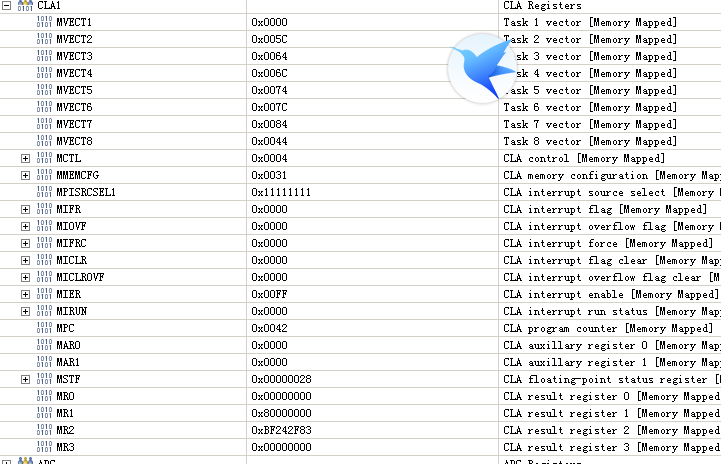 CLA1 CLA Registers
MVECT1 0x0000 Task 1 vector [Memory Mapped]
MVECT2 0x005C Task 2 vector [Memory Mapped]
MVECT3 0x0064 Task 3 vector [Memory Mapped]
MVECT4 0x006C Task 4 vector [Memory Mapped]
MVECT5 0x0074 Task 5 vector [Memory Mapped]
MVECT6 0x007C Task 6 vector [Memory Mapped]
MVECT7 0x0084 Task 7 vector [Memory Mapped]
MVECT8 0x0044 Task 8 vector [Memory Mapped]
MCTL 0x0004 CLA control [Memory Mapped]
MMEMCFG 0x0031 CLA memory configuration [Memory Mapped]
MPISRCSEL1 0x11111111 CLA interrupt source select [Memory Mapped]
MIFR 0x0000 CLA interrupt flag [Memory Mapped]
MIOVF 0x0000 CLA interrupt overflow flag [Memory Mapped]
MIFRC 0x0000 CLA interrupt force [Memory Mapped]
MICLR 0x0000 CLA interrupt flag clear [Memory Mapped]
MICLROVF 0x0000 CLA interrupt overflow flag clear [M
MIER 0x00FF CLA interrupt enable [Memory Mapped]
MIRUN 0x0000 CLA interrupt run status [Memory Mapped]
MPC 0x0042 CLA program counter [Memory Mapped]
MAR0 0x0000 CLA auxillary register 0 [Memory Mapp
MAR1 0x0000 CLA auxillary register 1 [Memory Mapp
MSTF 0x00000028 CLA floating-point status register [M
MR0 0x00000000 CLA result register 0 [Memory Mapped]
MR1 0x80000000 CLA result register 1 [Memory Mapped]
MR2 0xBF242F83 CLA result register 2 [Memory Mapped]
MR3 0x00000000 CLA result register 3 [Memory Mapped]